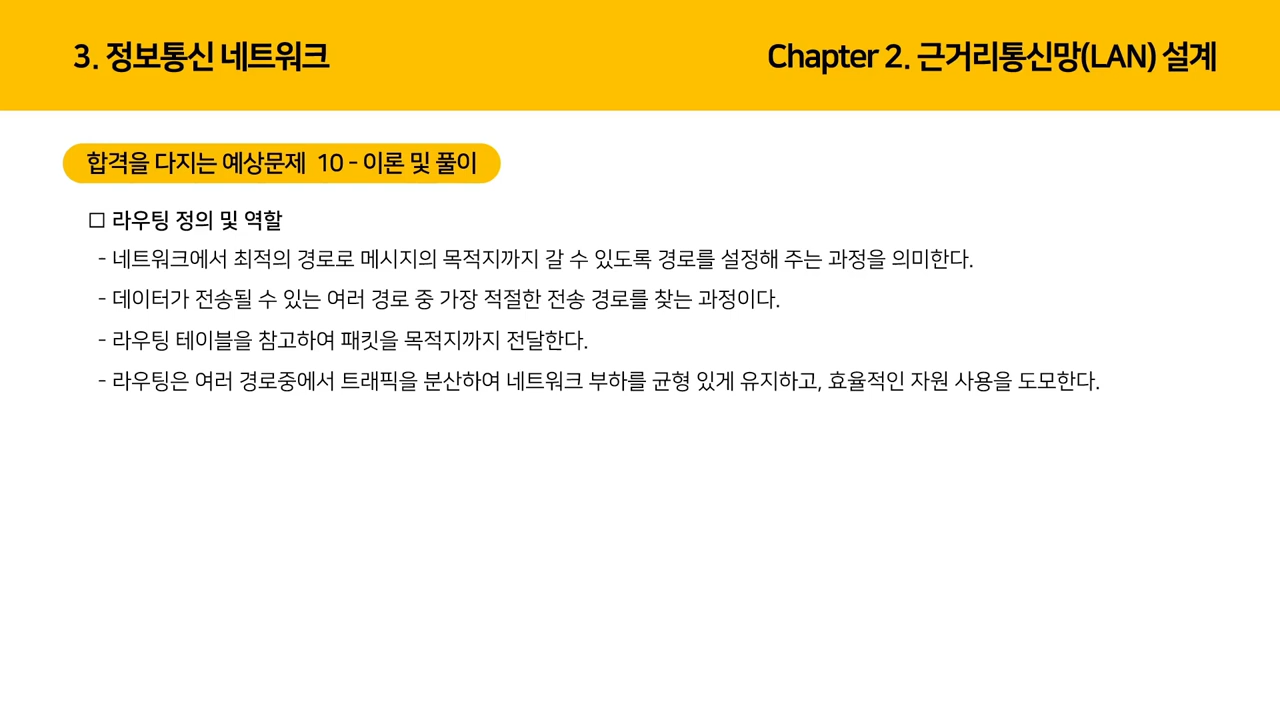 3. 정보통신 네트워크
Chapter 2. 근거리통신망(LAN) 설계
합격을 다지는 예상문제 10 - 이론 및 풀이
□ 라우팅 정의 및 역할
- 네트워크에서 최적의 경로로 메시지의 목적지까지 갈 수 있도록 경로를 설정해 주는 과정을 의미한다.
- 데이터가 전송될 수 있는 여러 경로 중 가장 적절한 전송 경로를 찾는 과정이다.
- 라우팅 테이블을 참고하여 패킷을 목적지까지 전달한다.
- 라우팅은 여러 경로중에서 트래픽을 분산하여 네트워크 부하를 균형 있게 유지하고, 효율적인 자원 사용을 도모한다.